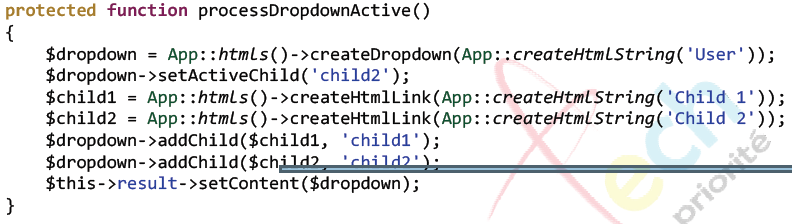 protected function processDropdownActive()
{
    $dropdown = App::htmls()->createDropdown(App::createHtmlString('User'));
    $dropdown->setActiveChild('child2');
    $child1 = App::htmls()->createHtmlLink(App::createHtmlString('Child 1'));
    $child2 = App::htmls()->createHtmlLink(App::createHtmlString('Child 2'));
    $dropdown->addChild($child1, 'child1');
    $dropdown->addChild($child2, 'child2');
    $this->result->setContent($dropdown);
}
ech
priorité